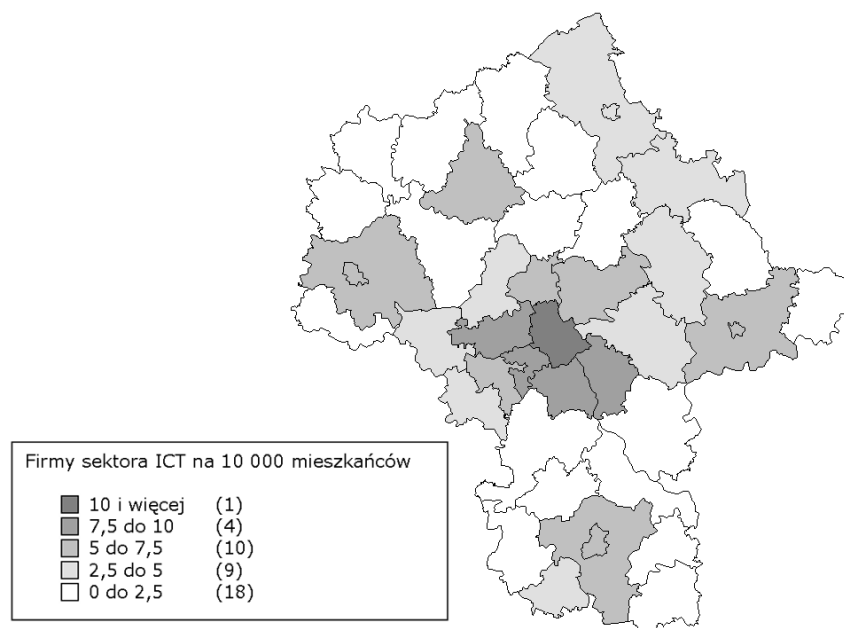 Firmy sektora ICT na 10 000 mieszkańców
10 i więcej (1)
7,5 do 10 (4)
5 do 7,5 (10)
2,5 do 5 (9)
0 do 2,5 (18)